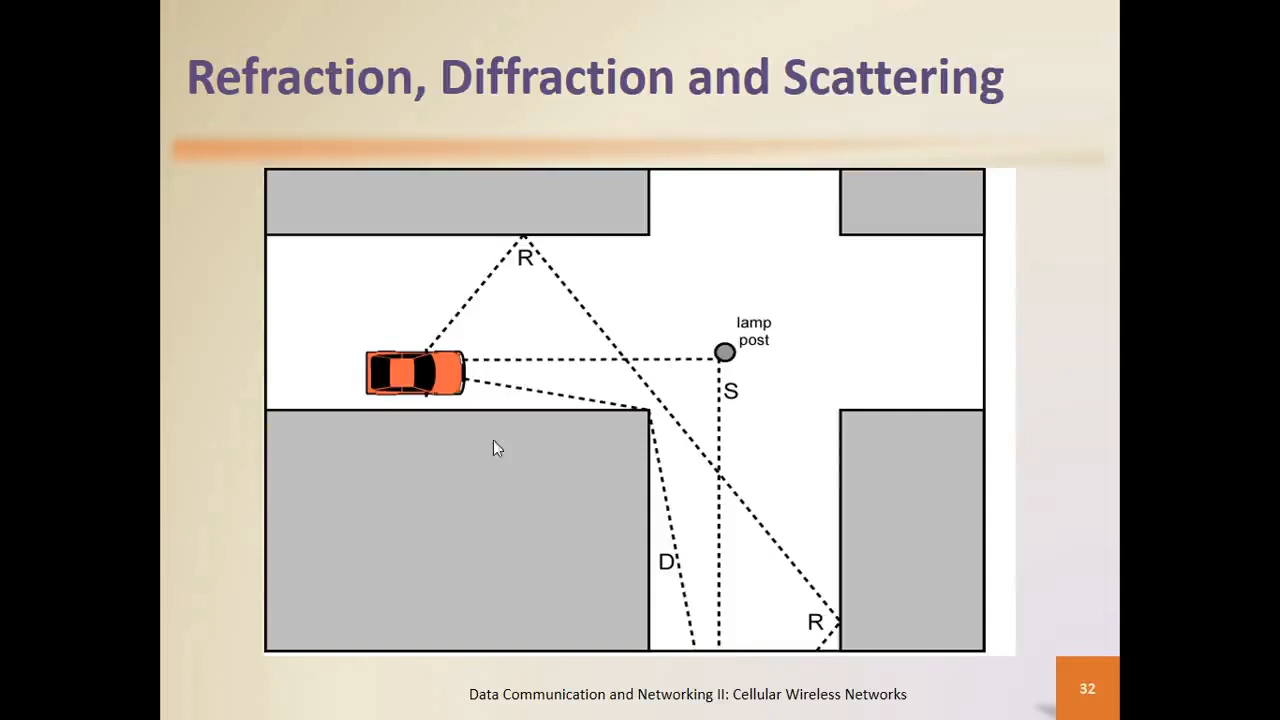 Refraction, Diffraction and Scattering
R
lamp
post
S
D
R
Data Communication and Networking II: Cellular Wireless Networks
32